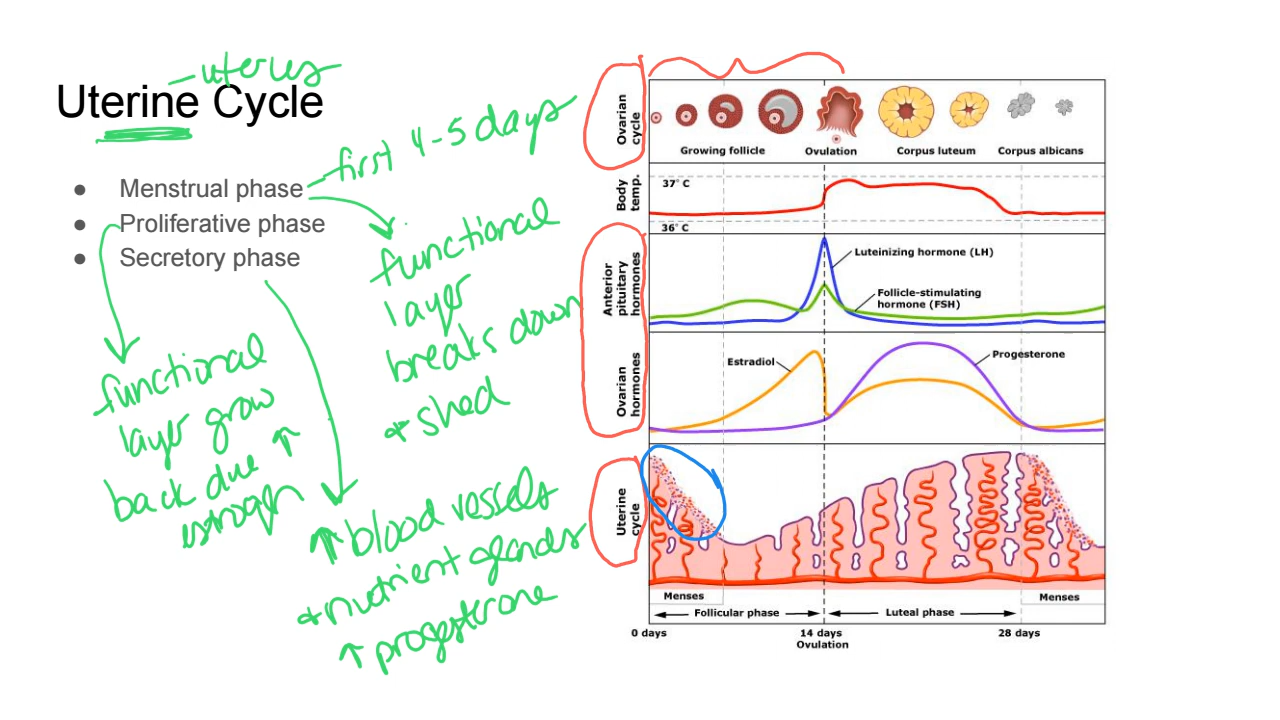 - uterus
Uterine Cycle
● Menstrual phase
● Proliferative phase
● Secretory phase
- first 4-5 days
functional
layer
breaks down
+ shed
functional
layer grow
back due ↑
estrogen
↑ blood vessels
+ nutrient glands
↑ progesterone
Ovarian
cycle
Growing follicle
Ovulation
Corpus luteum
Corpus albicans
Body
temp.
37° C
36° C
Anterior
pituitary
hormones
Luteinizing hormone (LH)
Follicle-stimulating
hormone (FSH)
Ovarian
hormones
Estradiol
Progesterone
Uterine
cycle
Menses
Menses
Follicular phase
Luteal phase
0 days
14 days
Ovulation
28 days